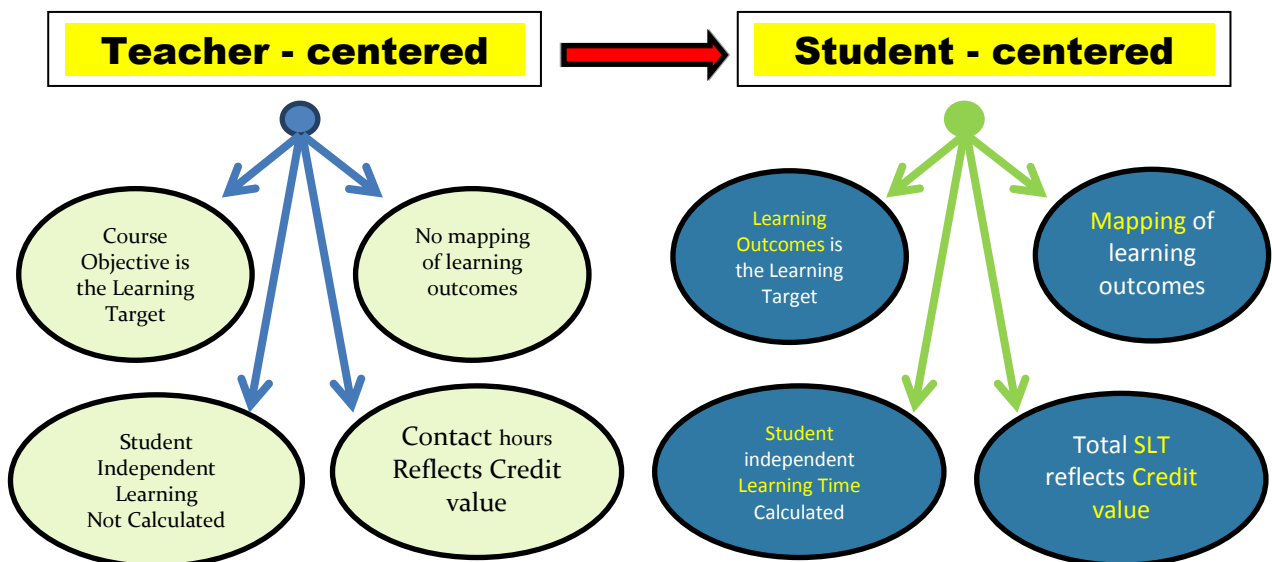 Teacher - centered
Student - centered
Course
Objective is
the Learning
Target
No mapping
of learning
outcomes
Learning
Outcomes is
the Learning
Target
Mapping of
learning
outcomes
Student
Independent
Learning
Not Calculated
Contact hours
Reflects Credit
value
Student
independent
Learning Time
Calculated
Total SLT
reflects Credit
value